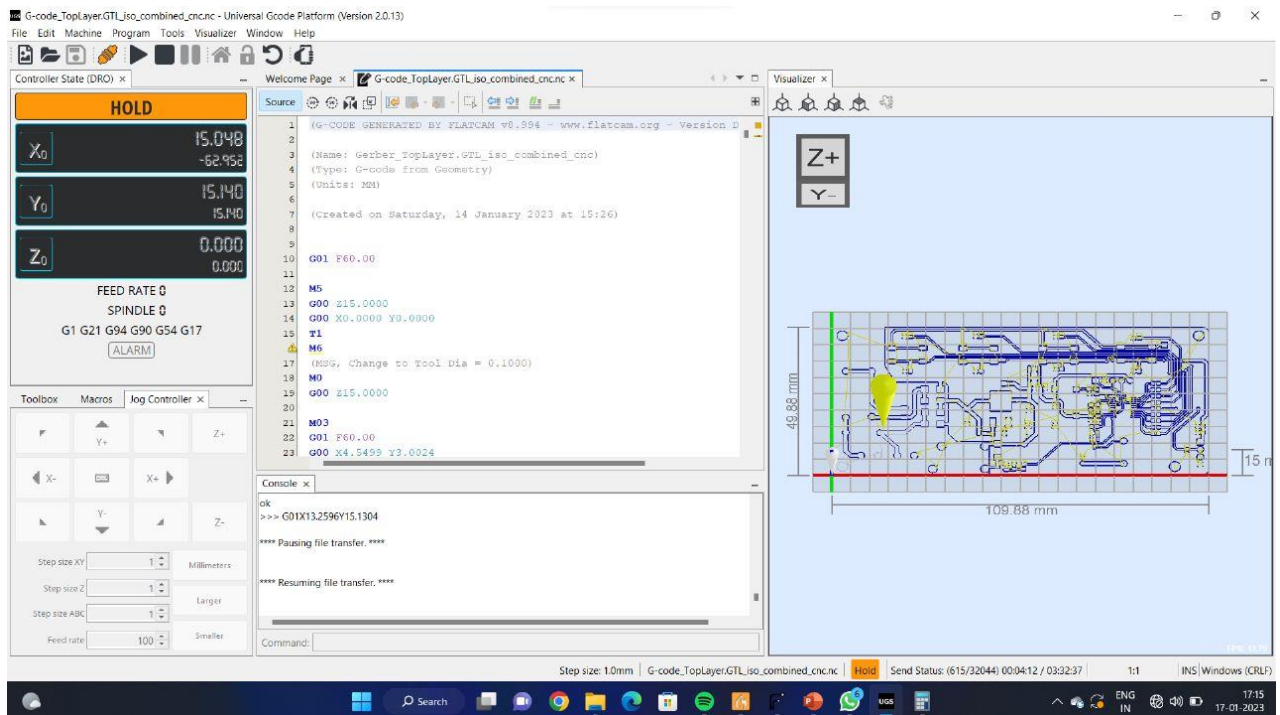 UGS G-code_TopLayer.GTL_iso_combined_cnc.nc - Universal Gcode Platform (Version 2.0.13)
File Edit Machine Program Tools Visualizer Window Help
Controller State (DRO) ×
HOLD
X0 15.048
-62.952
Y0 15.140
15.140
Z0 0.000
0.000
FEED RATE 0
SPINDLE 0
G1 G21 G94 G90 G54 G17
ALARM
Toolbox Macros Jog Controller ×
Y+ Z+
X- X+
Y- Z-
Step size XY 1 Millimeters
Step size Z 1
Larger
Step size ABC 1
Feed rate 100 Smaller
Welcome Page × G-code_TopLayer.GTL_iso_combined_cnc.nc ×
Source
1 (G-CODE GENERATED BY FLATCAM v8.994 - www.flatcam.org - Version D
2
3 (Name: Gerber_TopLayer.GTL_iso_combined_cnc)
4 (Type: G-code from Geometry)
5 (Units: MM)
6
7 (Created on Saturday, 14 January 2023 at 15:26)
8
9
10 G01 F60.00
11
12 M5
13 G00 Z15.0000
14 G00 X0.0000 Y0.0000
15 T1
M6
17 (MSG, Change to Tool Dia = 0.1000)
18 M0
19 G00 Z15.0000
20
21 M03
22 G01 F60.00
23 G00 X4.5499 Y3.0024
Console ×
ok
>>> G01X13.2596Y15.1304
**** Pausing file transfer. ****
**** Resuming file transfer. ****
Command:
Visualizer ×
Z+
Y-
49.88 mm
15 m
109.88 mm
Step size: 1.0mm G-code_TopLayer.GTL_iso_combined_cnc.nc Hold Send Status: (615/32044) 00:04:12 / 03:32:37 1:1 INS Windows (CRLF)
Search 6 UGS ENG
IN
17:15
17-01-2023